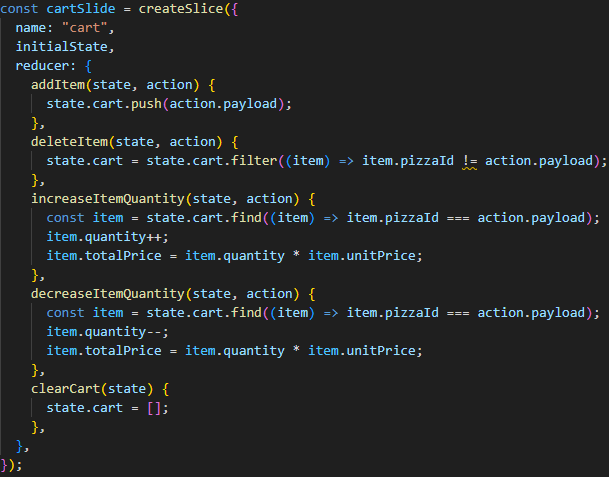 const cartSlide = createSlice({
  name: "cart",
  initialState,
  reducer: {
    addItem(state, action) {
      state.cart.push(action.payload);
    },
    deleteItem(state, action) {
      state.cart = state.cart.filter((item) => item.pizzaId != action.payload);
    },
    increaseItemQuantity(state, action) {
      const item = state.cart.find((item) => item.pizzaId === action.payload);
      item.quantity++;
      item.totalPrice = item.quantity * item.unitPrice;
    },
    decreaseItemQuantity(state, action) {
      const item = state.cart.find((item) => item.pizzaId === action.payload);
      item.quantity--;
      item.totalPrice = item.quantity * item.unitPrice;
    },
    clearCart(state) {
      state.cart = [];
    },
  },
});